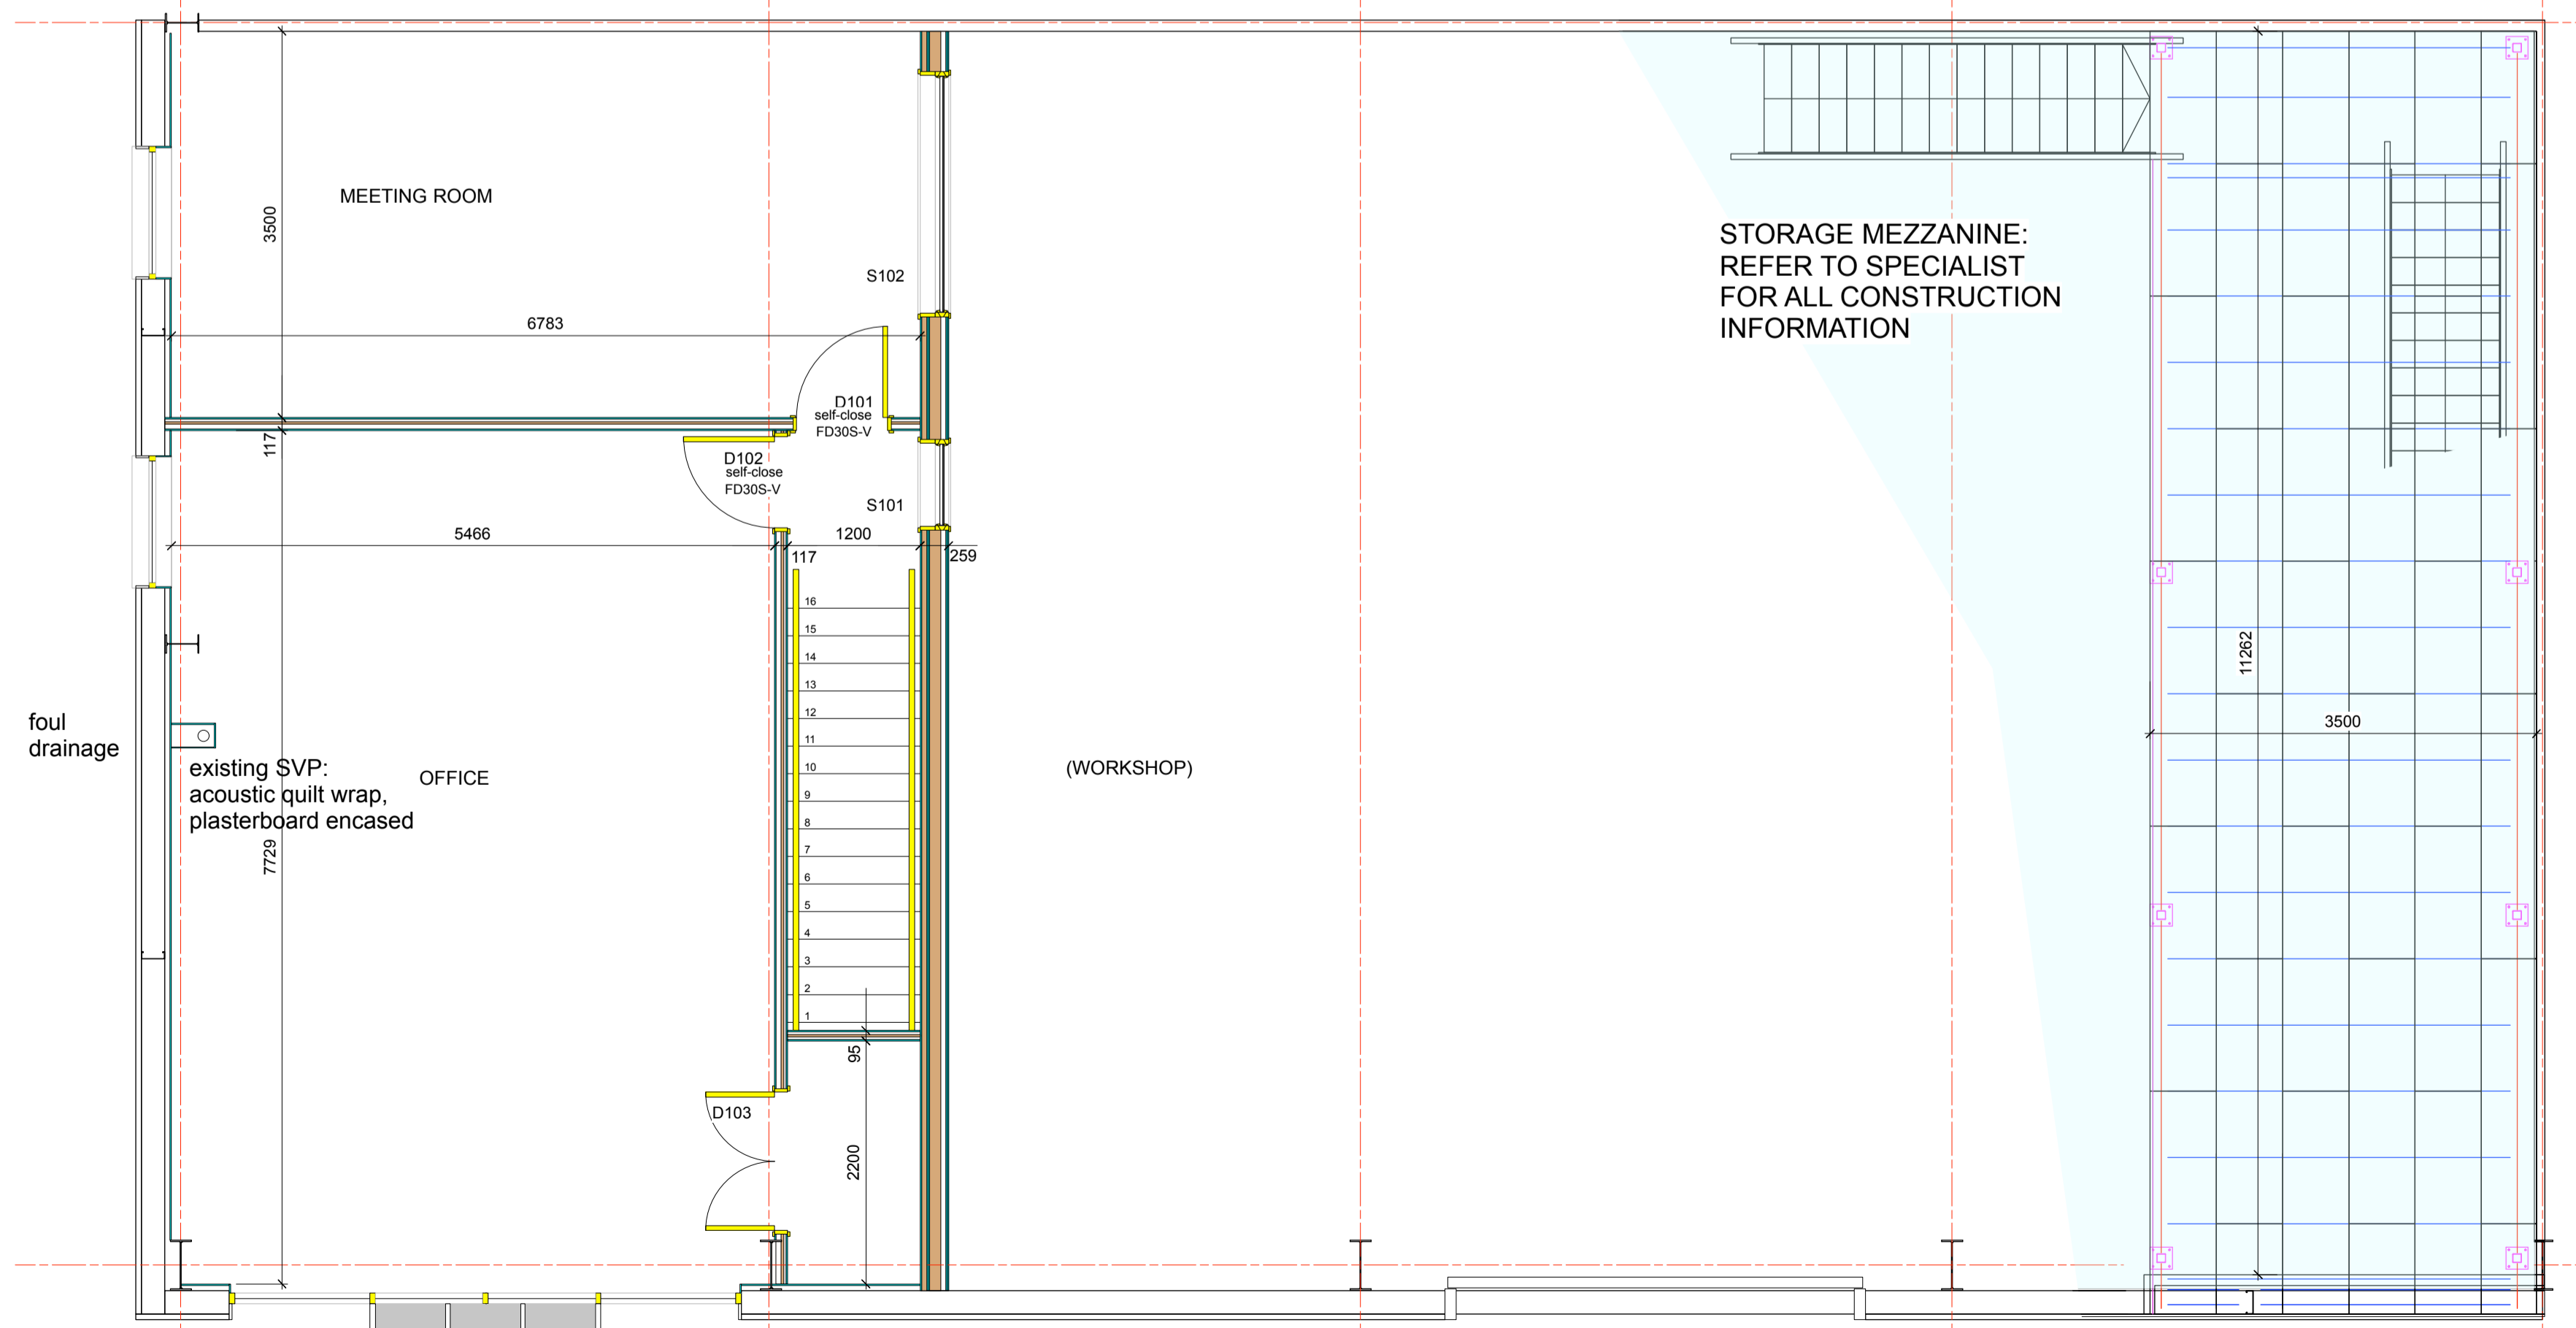 MEETING ROOM
3500
S102
6783
D101
self-close
FD30S-V
117
D102
self-close
FD30S-V
S101
5466
117
1200
259
STORAGE MEZZANINE:
REFER TO SPECIALIST
FOR ALL CONSTRUCTION
INFORMATION
16
15
14
13
12
11
10
9
8
7
6
5
4
3
2
1
foul
drainage
existing SVP:
acoustic quilt wrap,
plasterboard encased
OFFICE
7729
(WORKSHOP)
11262
3500
95
D103
2200